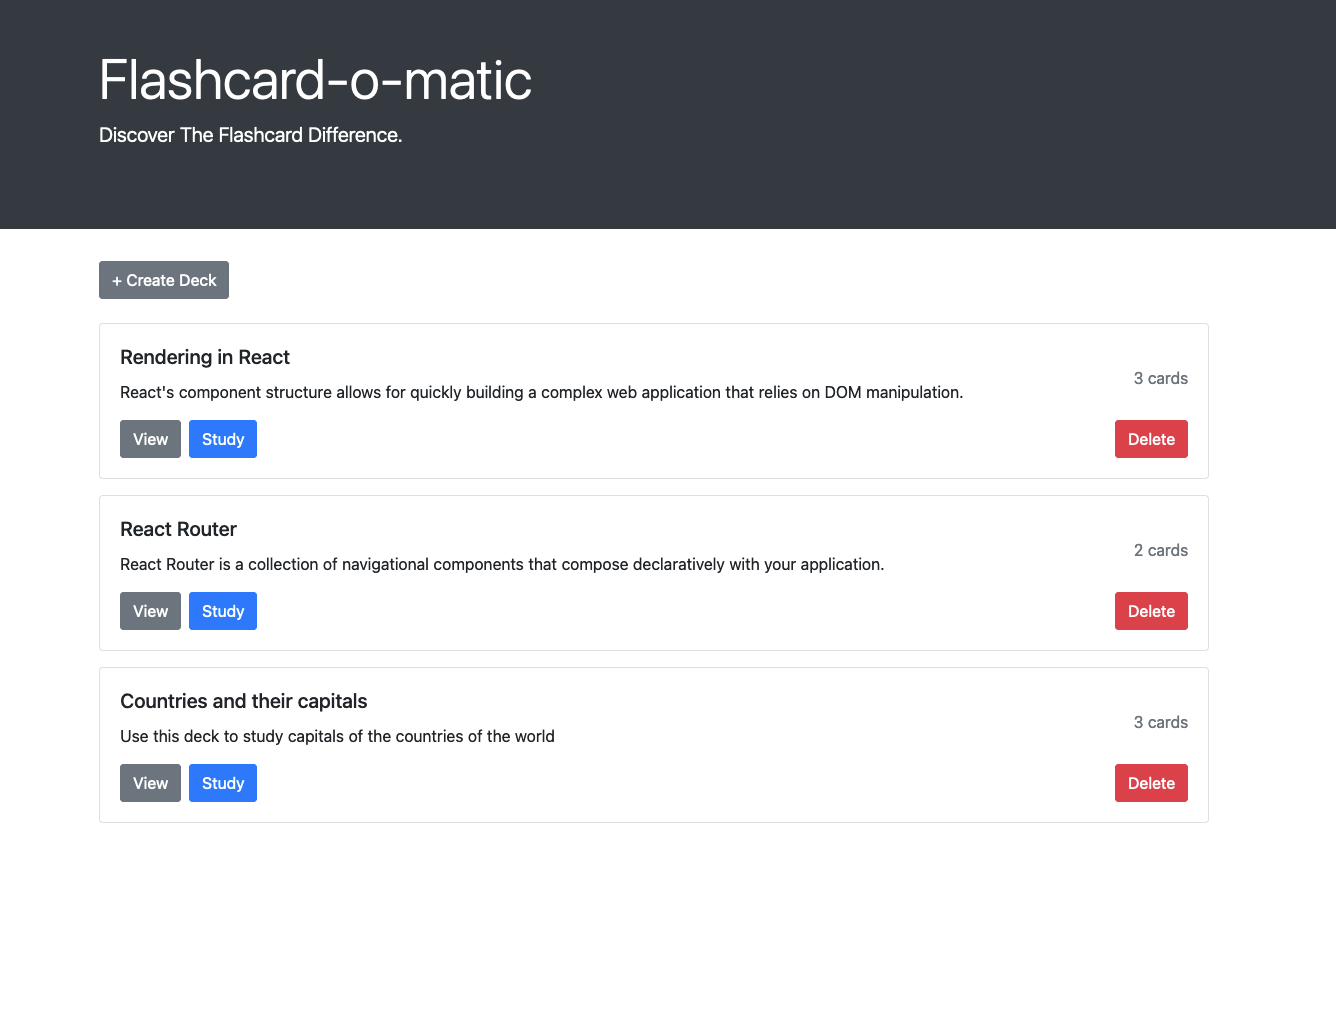 Flashcard-o-matic
Discover The Flashcard Difference.
+ Create Deck
Rendering in React
3 cards
React's component structure allows for quickly building a complex web application that relies on DOM manipulation.
View Study Delete
React Router
2 cards
React Router is a collection of navigational components that compose declaratively with your application.
View Study Delete
Countries and their capitals
3 cards
Use this deck to study capitals of the countries of the world
View Study Delete